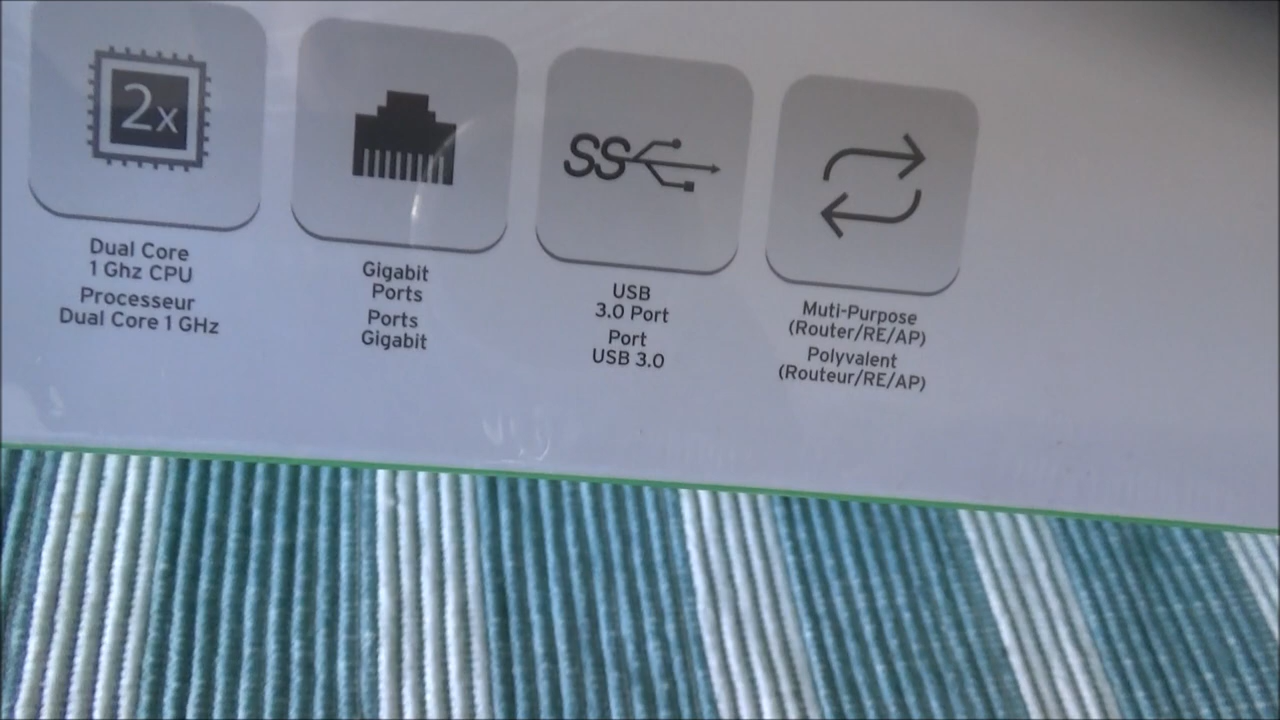 2x
Dual Core
1 Ghz CPU
Processeur
Dual Core 1 GHz
Gigabit
Ports
Ports
Gigabit
SS
USB
3.0 Port
Port
USB 3.0
Muti-Purpose
(Router/RE/AP)
Polyvalent
(Routeur/RE/AP)